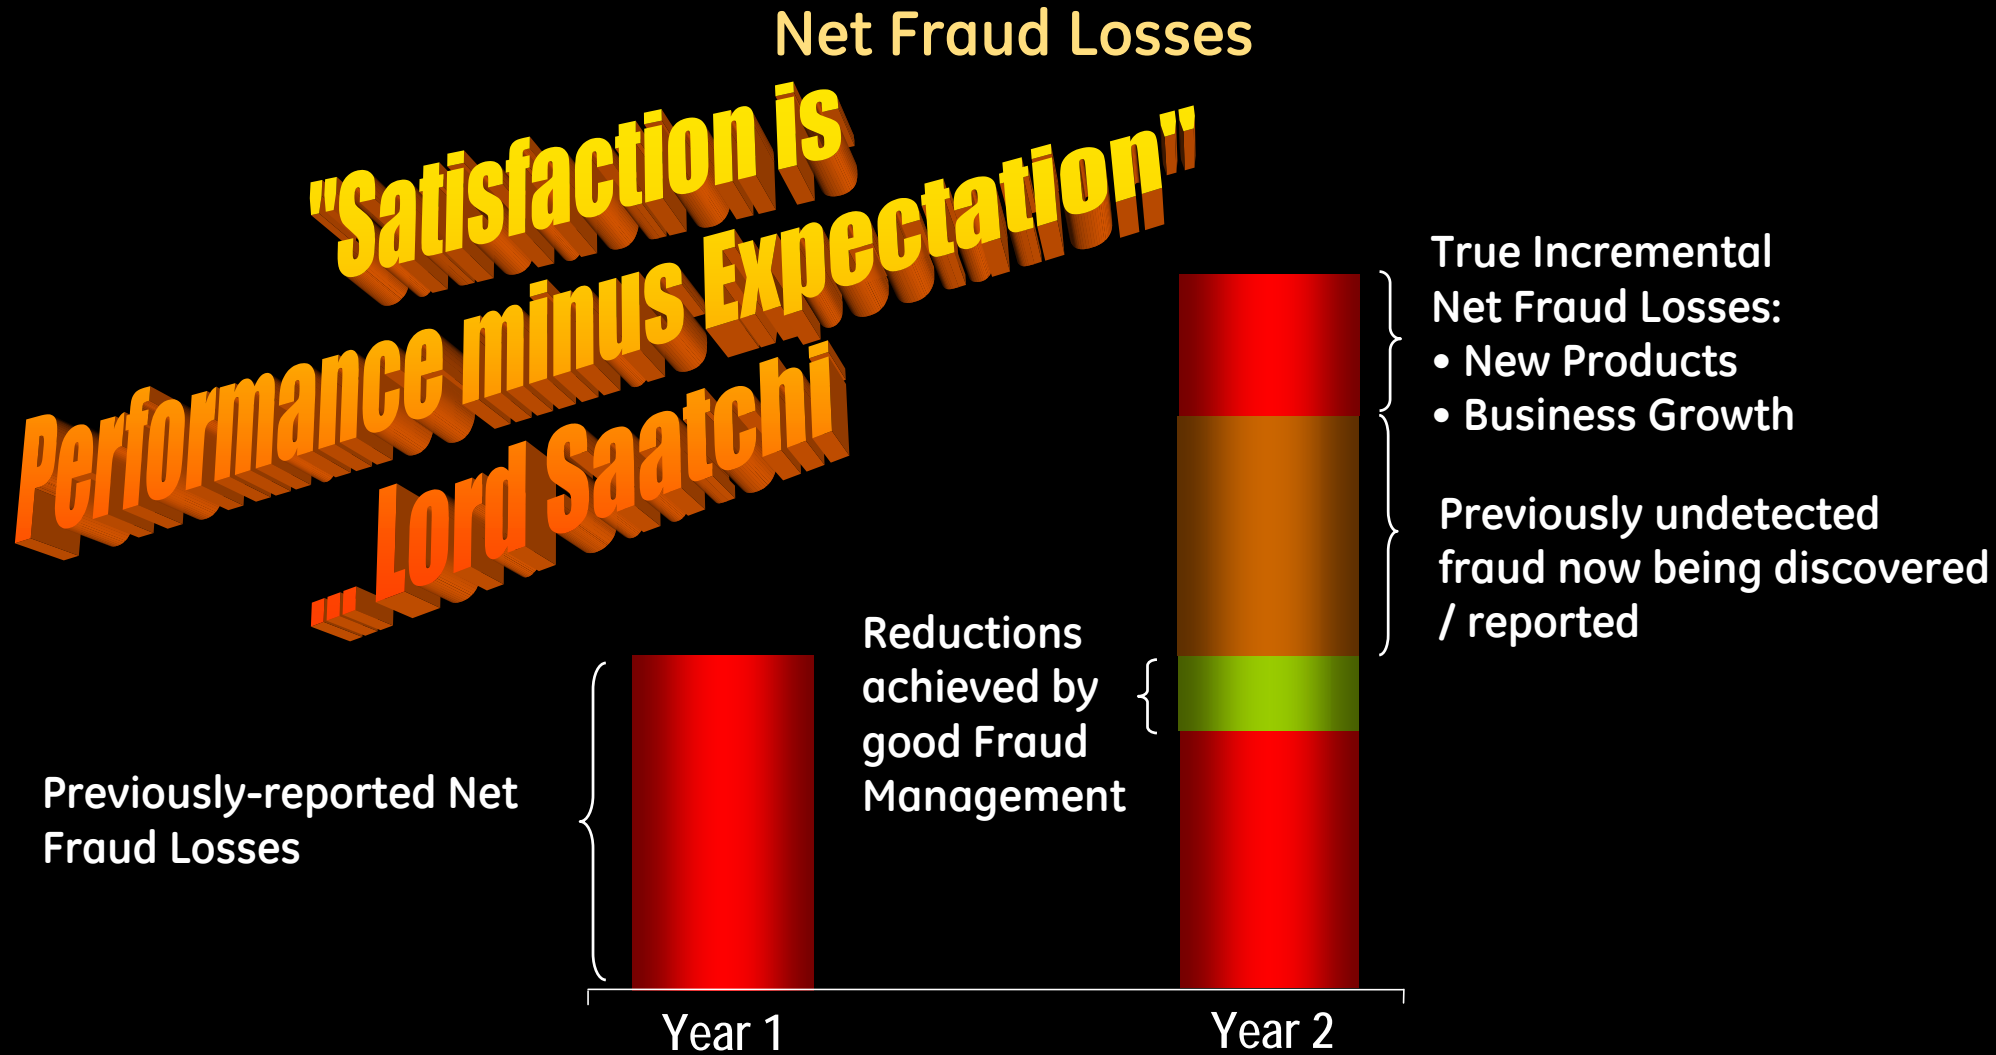 Net Fraud Losses
"Satisfaction is
Performance minus Expectation"
... Lord Saatchi
True Incremental
Net Fraud Losses:
• New Products
• Business Growth
Previously undetected
fraud now being discovered
/ reported
Reductions
achieved by
good Fraud
Management
Previously-reported Net
Fraud Losses
Year 1
Year 2